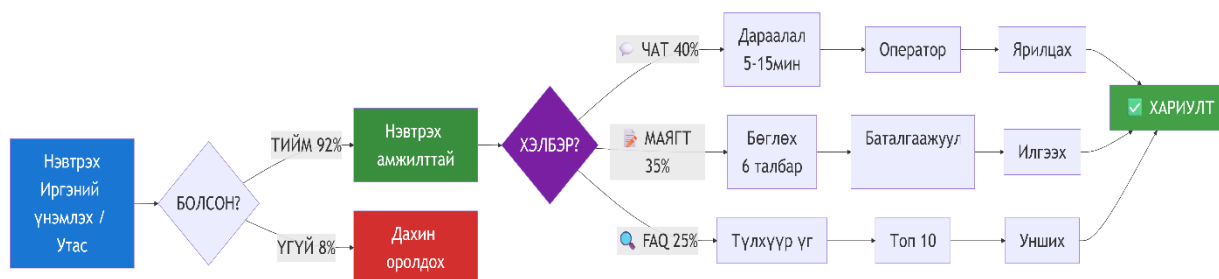 Нэвтрэх
Иргэний
үнэмлэх /
Утас
БОЛСОН?
ТИЙМ 92%
ҮГҮЙ 8%
Нэвтрэх
амжилттай
Дахин
оролдох
ХЭЛБЭР?
💬 ЧАТ 40%
Дараалал
5-15мин
Оператор
Ярилцах
📝 МАЯГТ
35%
Бөглөх
6 талбар
Баталгаажуул
Илгээх
🔍 FAQ 25%
Түлхүүр үг
Топ 10
Унших
✅ ХАРИУЛТ